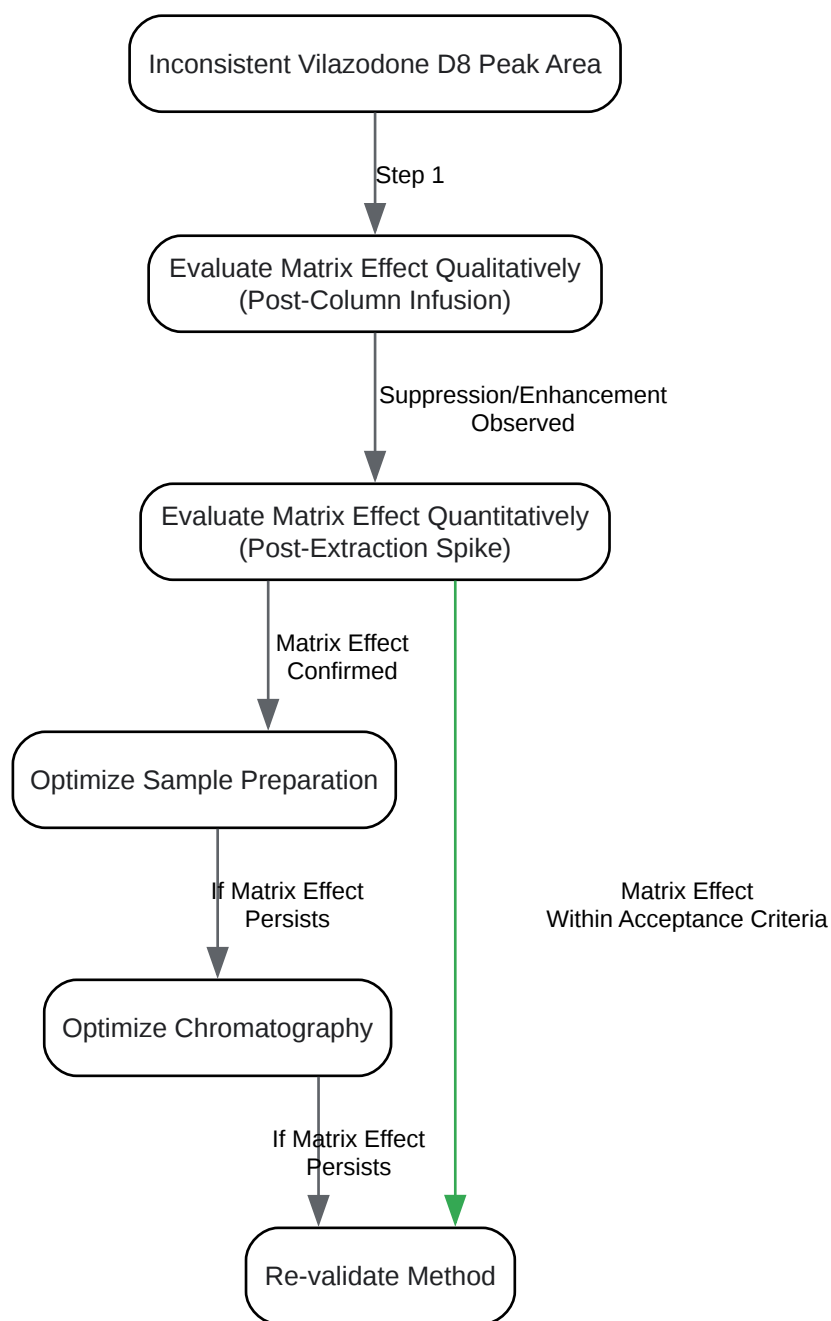 Inconsistent Vilazodone D8 Peak Area
Step 1
Evaluate Matrix Effect Qualitatively
(Post-Column Infusion)
Suppression/Enhancement
Observed
Evaluate Matrix Effect Quantitatively
(Post-Extraction Spike)
Matrix Effect
Confirmed
Optimize Sample Preparation
If Matrix Effect
Persists
Matrix Effect
Within Acceptance Criteria
Optimize Chromatography
If Matrix Effect
Persists
Re-validate Method